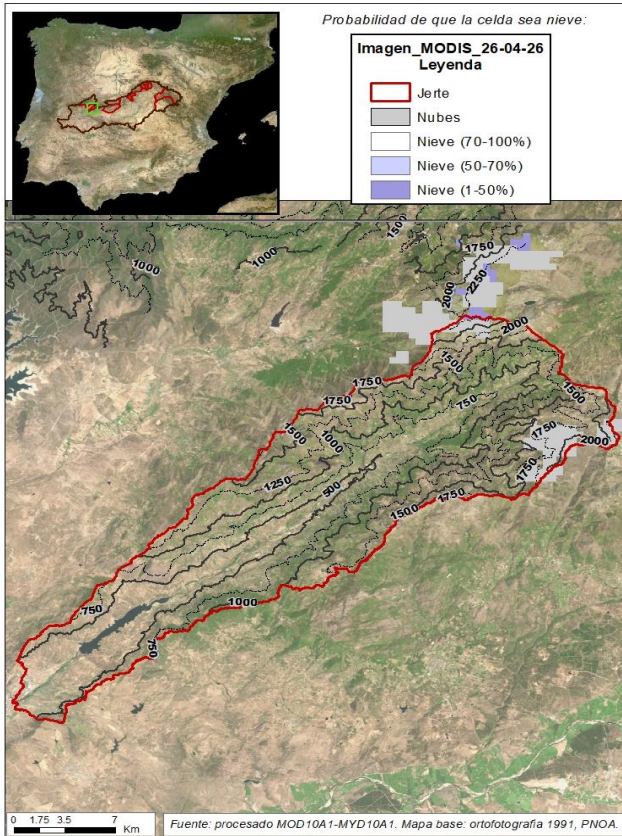 Probabilidad de que la celda sea nieve:
Imagen_MODIS_26-04-26
Leyenda
Jerte
Nubes
Nieve (70-100%)
Nieve (50-70%)
Nieve (1-50%)
1500
1000
1000
1750
2000
2250
2000
1500
1750
1750
750
1500
1500
1000
1750
2000
1750
1250
500
1500
1750
1000
750
750
0 1.75 3.5 7
Km
Fuente: procesado MOD10A1-MYD10A1. Mapa base: ortofotografía 1991, PNOA.